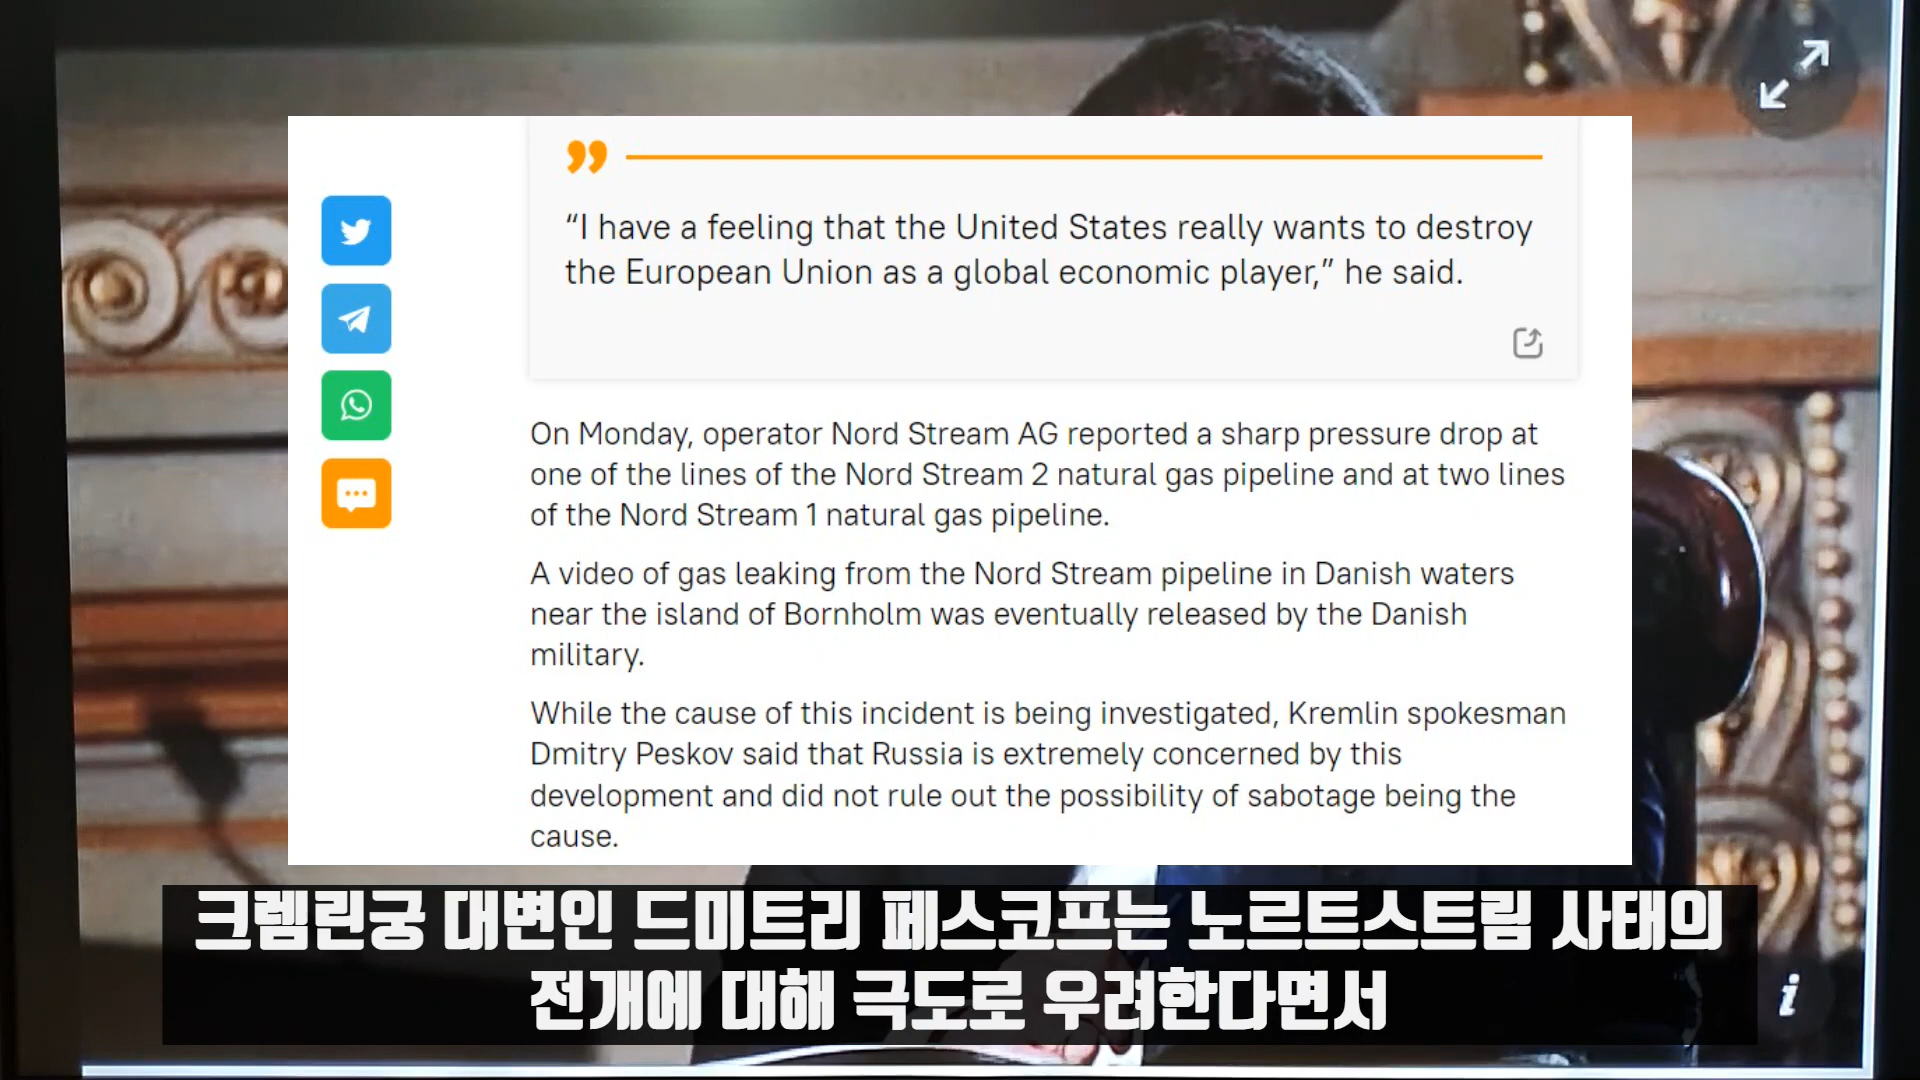 “I have a feeling that the United States really wants to destroy
the European Union as a global economic player,” he said.
On Monday, operator Nord Stream AG reported a sharp pressure drop at
one of the lines of the Nord Stream 2 natural gas pipeline and at two lines
of the Nord Stream 1 natural gas pipeline.
A video of gas leaking from the Nord Stream pipeline in Danish waters
near the island of Bornholm was eventually released by the Danish
military.
While the cause of this incident is being investigated, Kremlin spokesman
Dmitry Peskov said that Russia is extremely concerned by this
development and did not rule out the possibility of sabotage being the
cause.
크렘린궁 대변인 드미트리 페스코프는 노르트스트림 사태의
전개에 대해 극도로 우려한다면서